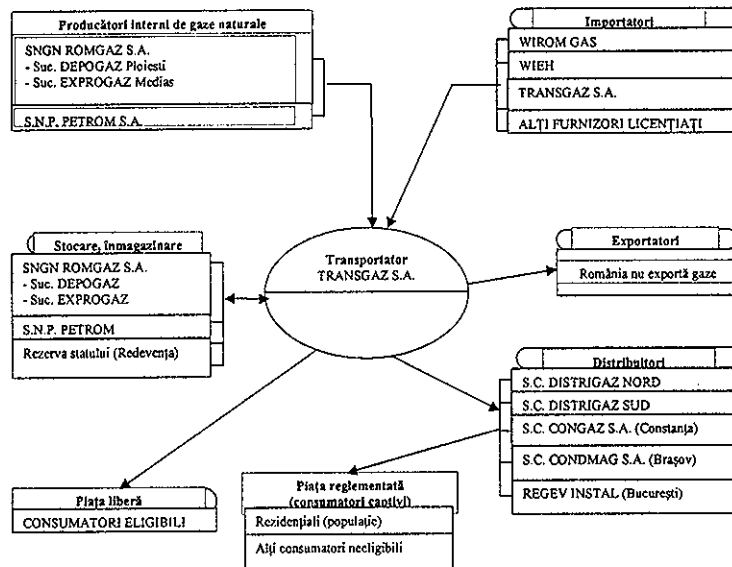 Producători interni de gaze naturale
SNGN ROMGAZ S.A.
- Suc. DEPOGAZ Ploiesti
- Suc. EXPROGAZ Medias
S.N.P. PETROM S.A.
Importatori
WIROM GAS
WIEH
TRANSGAZ S.A.
ALȚI FURNIZORI LICENȚIAȚI
Stocare, înmagazinare
SNGN ROMGAZ S.A.
- Suc. DEPOGAZ
- Suc. EXPROGAZ
S.N.P. PETROM
Rezerva statului (Redevența)
Transportator
TRANSGAZ S.A.
Exportatori
România nu exportă gaze
Distribuitori
S.C. DISTRIGAZ NORD
S.C. DISTRIGAZ SUD
S.C. CONGAZ S.A. (Constanța)
S.C. CONDMAG S.A. (Brașov)
REGEV INSTAL (București)
Piața liberă
CONSUMATORI ELIGIBILI
Piața reglementată
(consumatori captivi)
Rezidențiali (populație)
Alți consumatori neeligibili